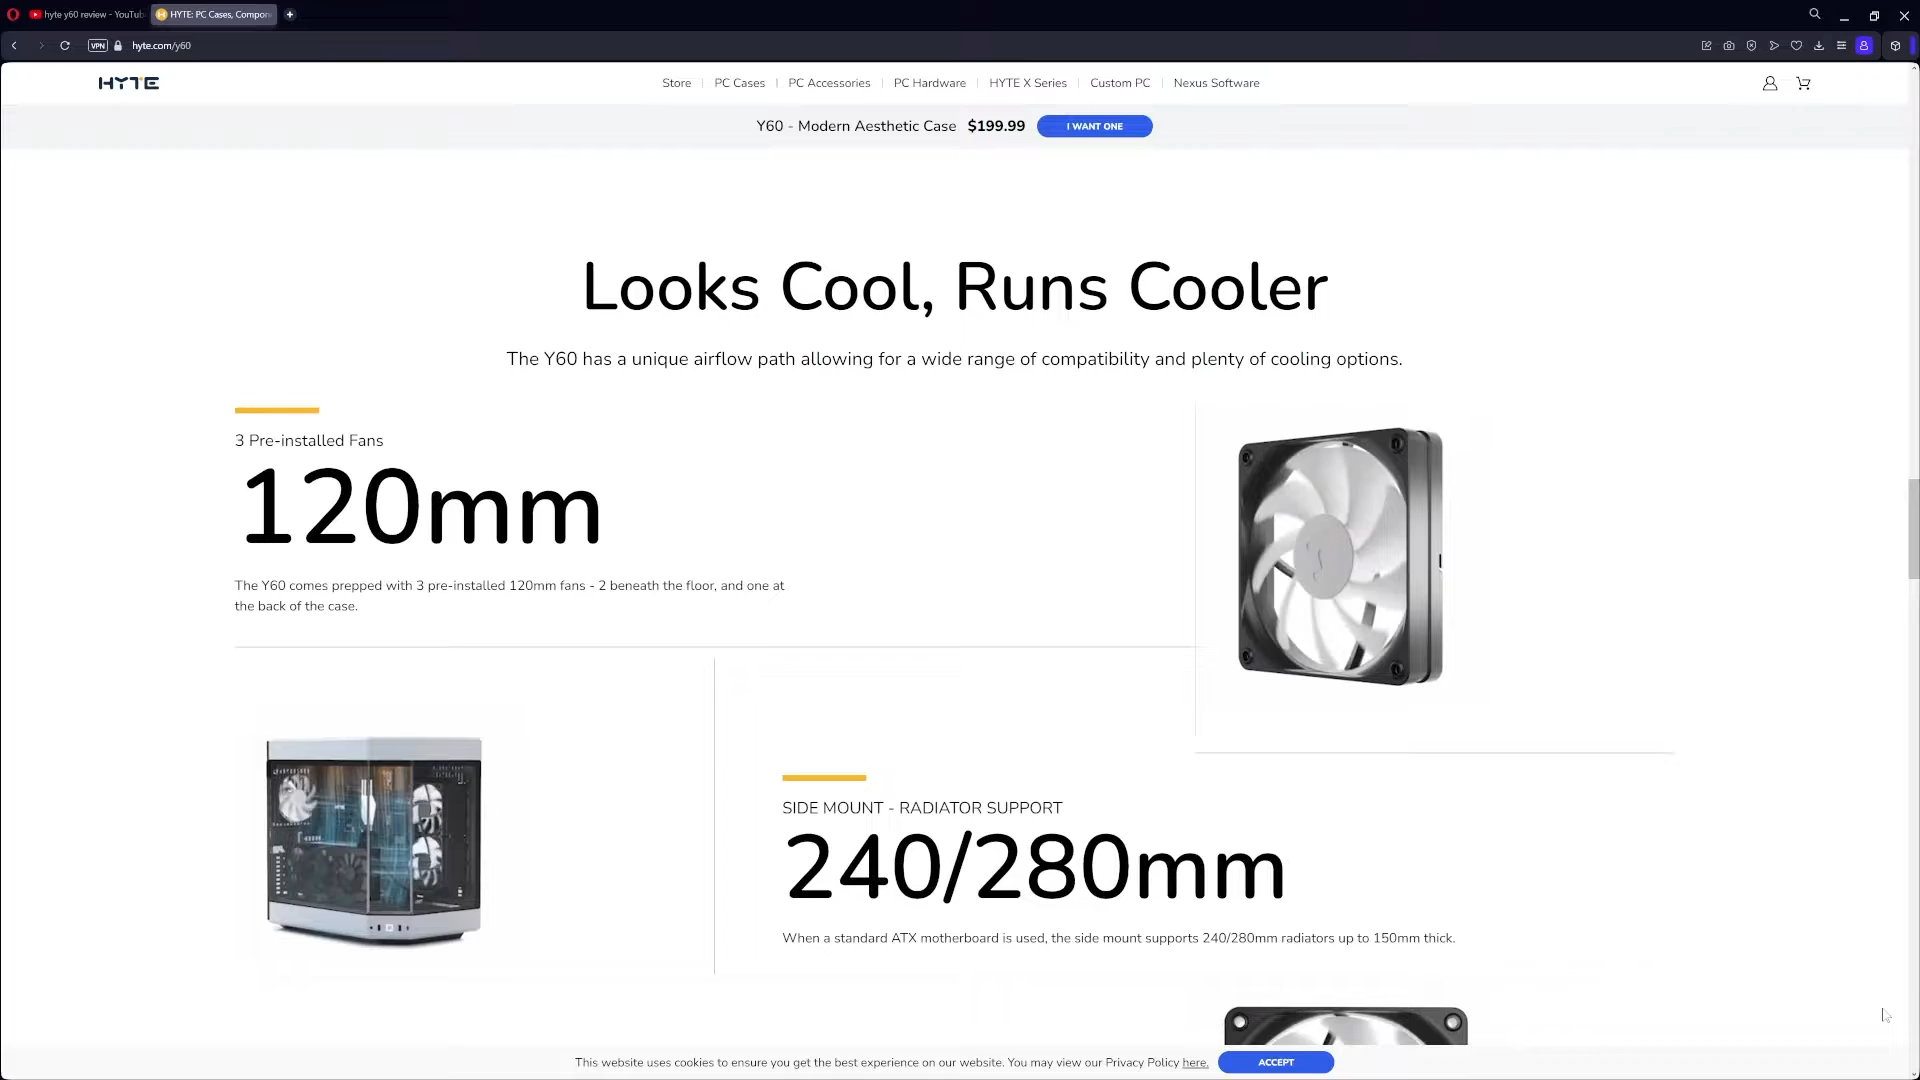 hyte y60 review - YouTub
HYTE: PC Cases, Compon
VPN
hyte.com/y60
HYTE
Store
PC Cases
PC Accessories
PC Hardware
HYTE X Series
Custom PC
Nexus Software
Y60 - Modern Aesthetic Case $199.99 I WANT ONE
Looks Cool, Runs Cooler
The Y60 has a unique airflow path allowing for a wide range of compatibility and plenty of cooling options.
3 Pre-installed Fans
120mm
The Y60 comes prepped with 3 pre-installed 120mm fans - 2 beneath the floor, and one at
the back of the case.
SIDE MOUNT - RADIATOR SUPPORT
240/280mm
When a standard ATX motherboard is used, the side mount supports 240/280mm radiators up to 150mm thick.
This website uses cookies to ensure you get the best experience on our website. You may view our Privacy Policy here. ACCEPT